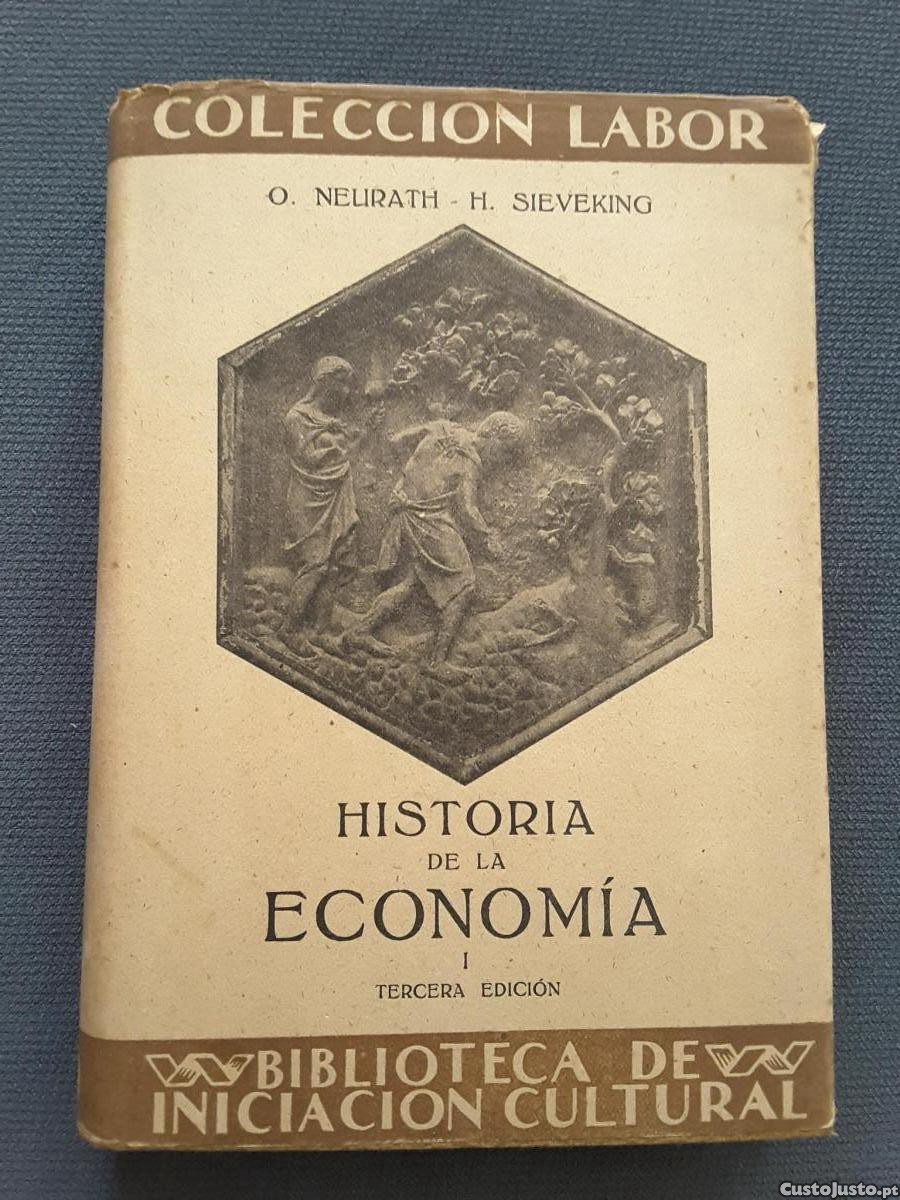 COLECCION LABOR
O. NEURATH - H. SIEVEKING
HISTORIA
DE LA
ECONOMÍA
I
TERCERA EDICIÓN
BIBLIOTECA DE
INICIACION CULTURAL
CustoJusto.pt